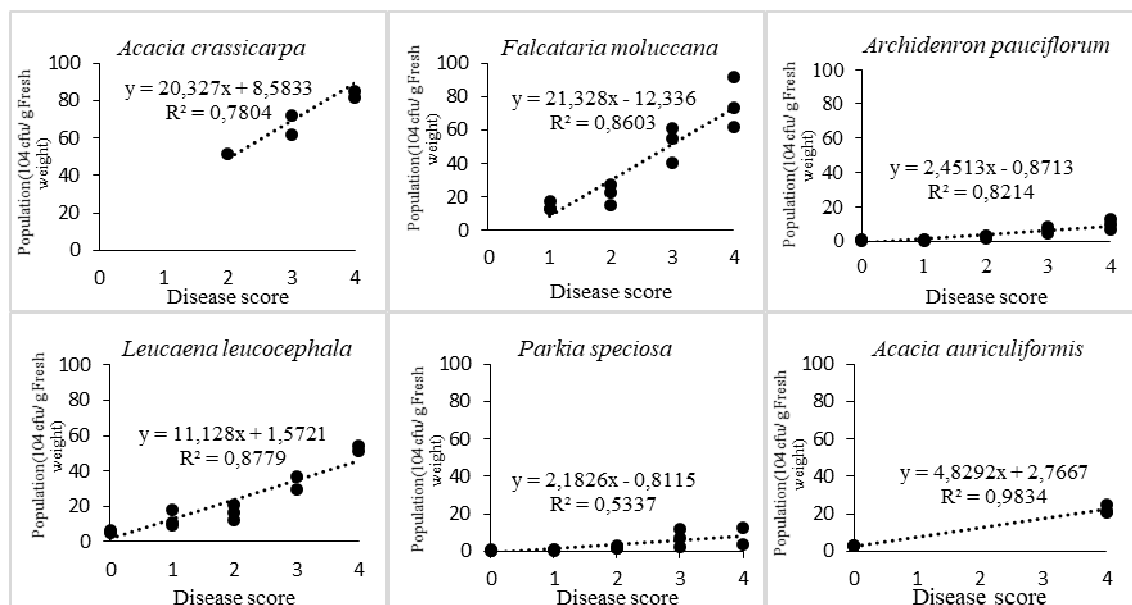 Acacia crassicarpa
Population(104 cfu/ gFresh
weight)
100
80
60
40
20
0
y = 20,327x + 8,5833
R² = 0,7804
0 1 2 3 4
Disease score
Falcataria moluccana
Population(104 cfu/ gFresh
weight)
100
80
60
40
20
0
y = 21,328x - 12,336
R² = 0,8603
0 1 2 3 4
Disease score
Archidenron pauciflorum
Population(104 cfu/ gFresh
weight)
100
80
60
40
20
0
y = 2,4513x - 0,8713
R² = 0,8214
0 1 2 3 4
Disease score
Leucaena leucocephala
Population(104 cfu/ gFresh
weight)
100
80
60
40
20
0
y = 11,128x + 1,5721
R² = 0,8779
0 1 2 3 4
Disease score
Parkia speciosa
Population(104 cfu/ gFresh
weight)
100
80
60
40
20
0
y = 2,1826x - 0,8115
R² = 0,5337
0 1 2 3 4
Disease score
Acacia auriculiformis
Population(104 cfu/ gFresh
weight)
100
80
60
40
20
0
y = 4,8292x + 2,7667
R² = 0,9834
0 1 2 3 4
Disease score